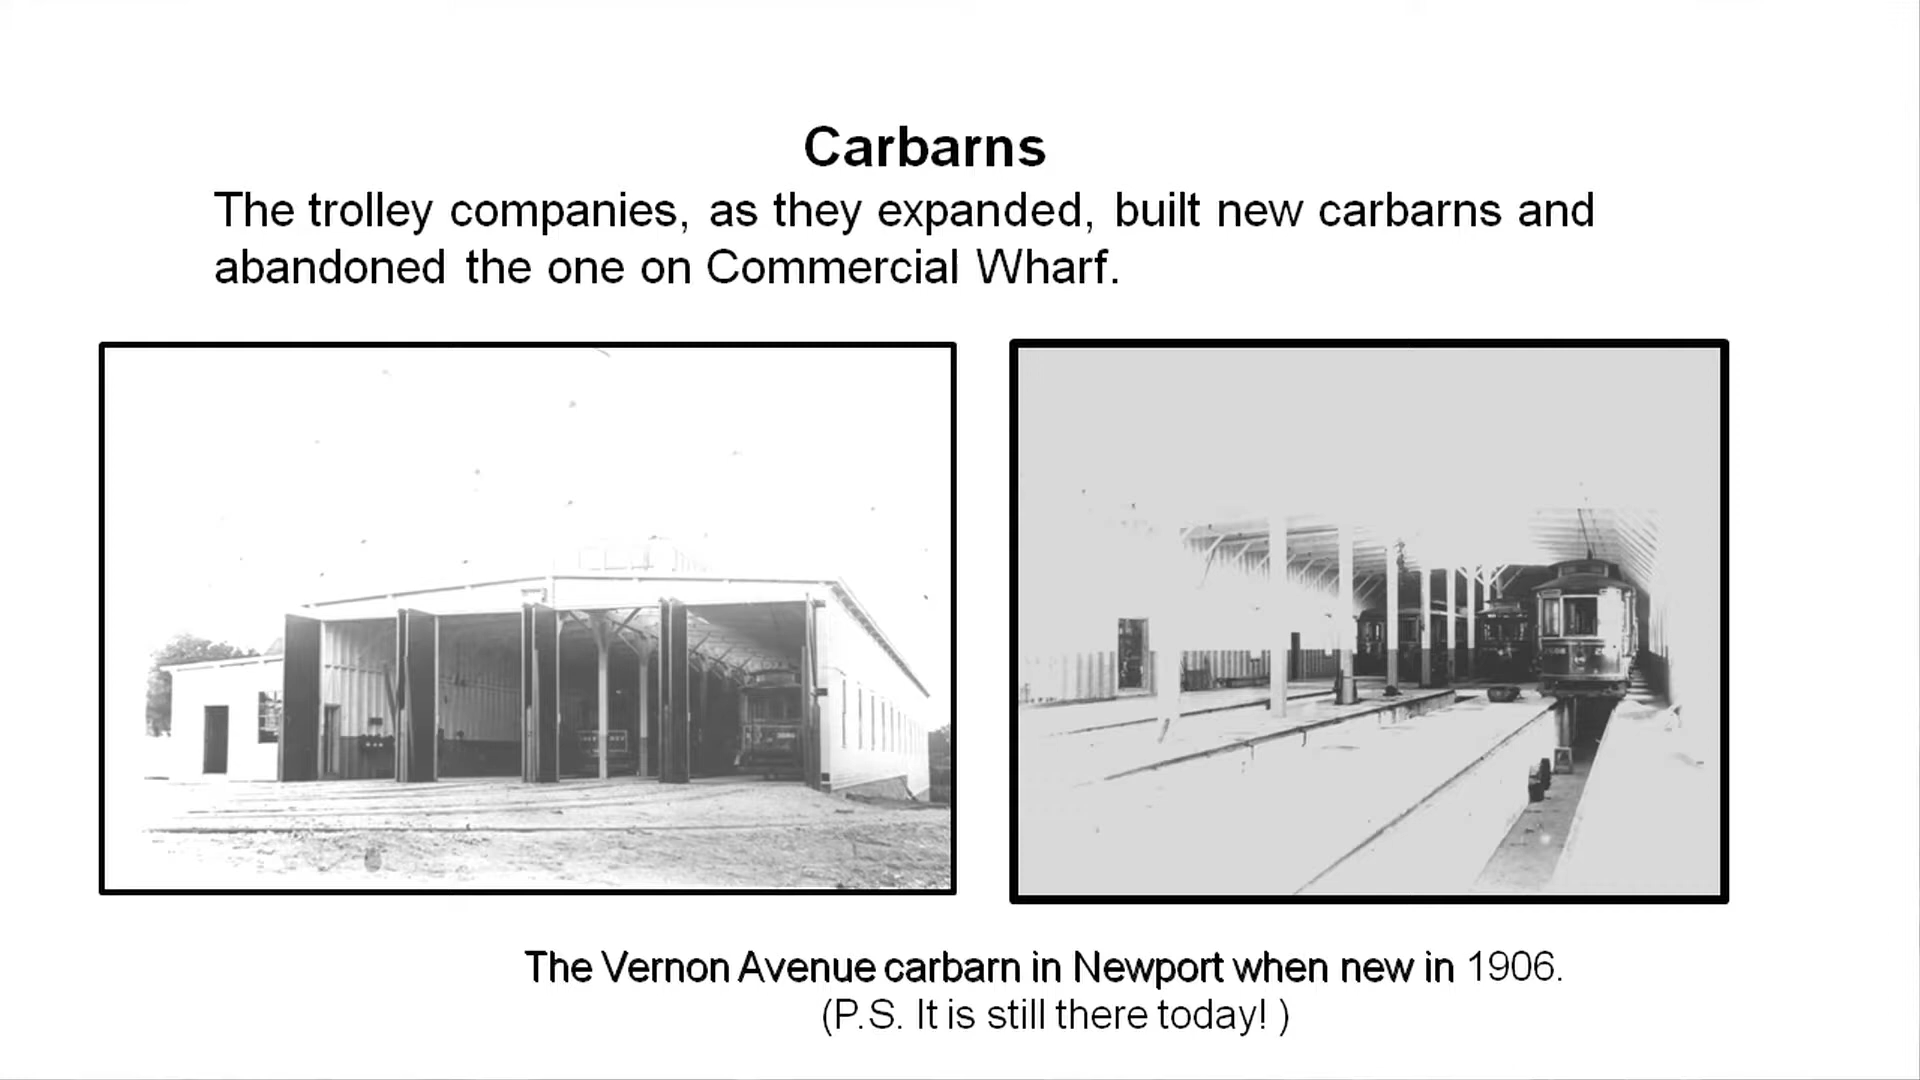 Carbarns
The trolley companies, as they expanded, built new carbarns and
abandoned the one on Commercial Wharf.
The Vernon Avenue carbarn in Newport when new in 1906.
(P.S. It is still there today! )